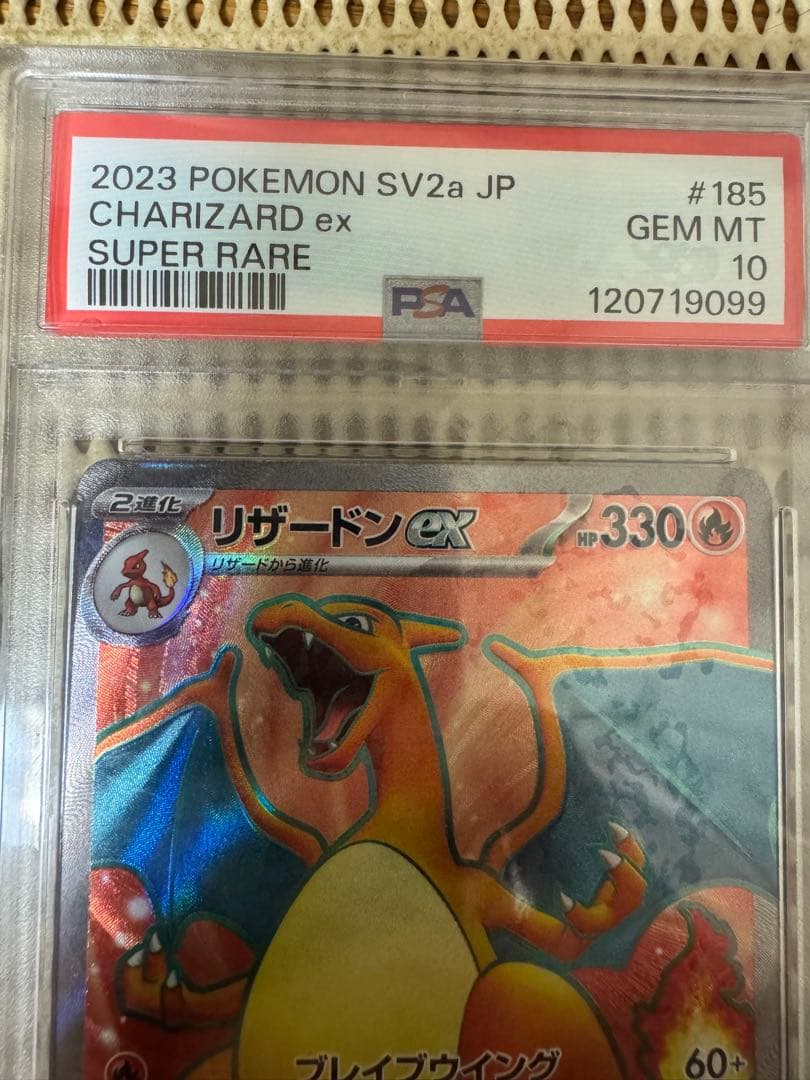 2023 POKEMON SV2a JP #185
CHARIZARD ex GEM MT
SUPER RARE 10
PSA 120719099
2進化
リザードンex HP 330
リザードから進化
ブレイブウイング 60+